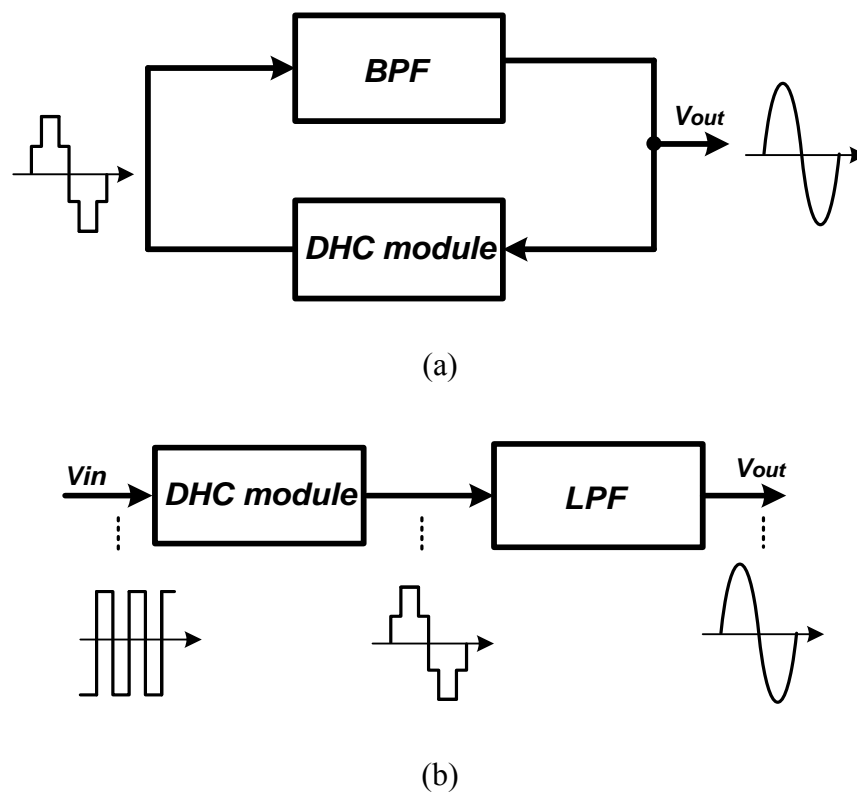 BPF
Vout
DHC module
(a)
Vin
DHC module
LPF
Vout
(b)